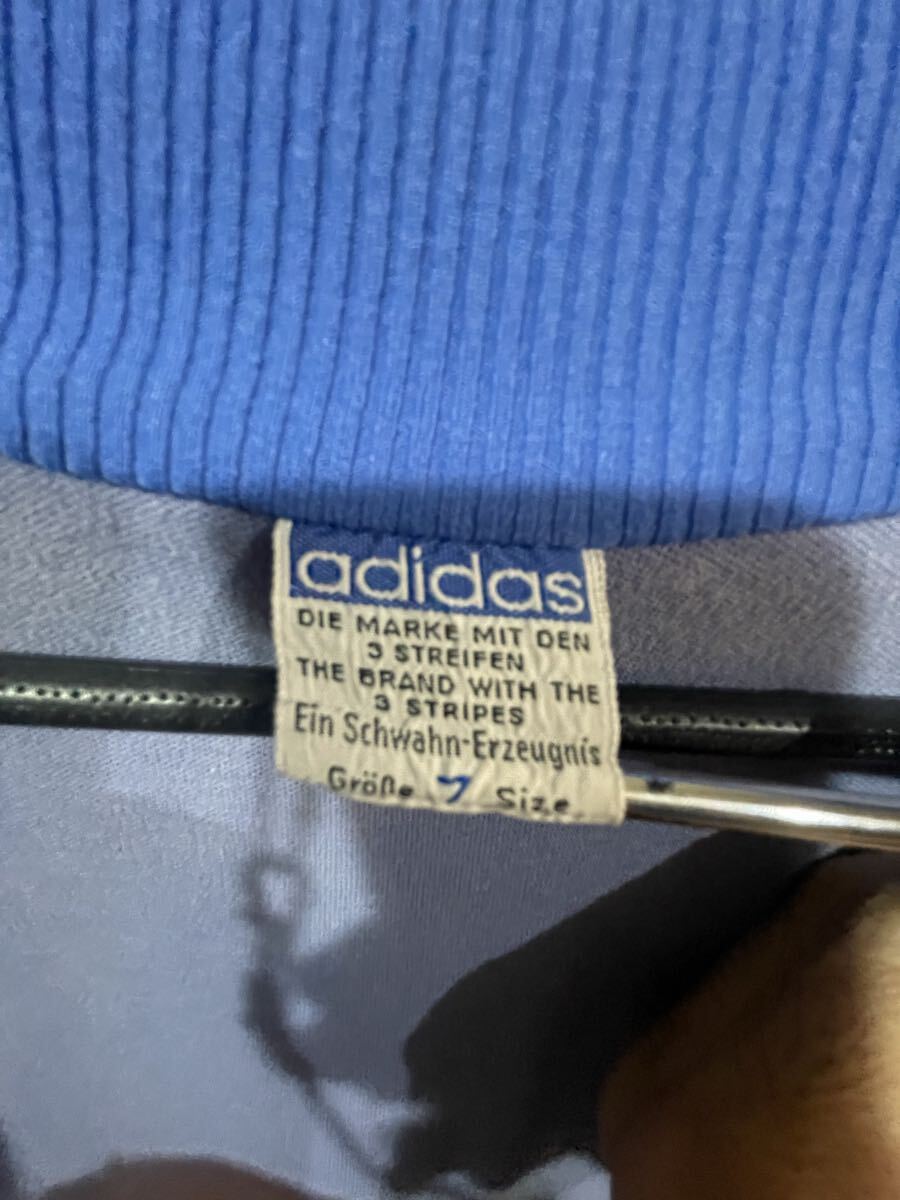 adidas
DIE MARKE MIT DEN
3 STREIFEN
THE BRAND WITH THE
3 STRIPES
Ein Schwahn-Erzeugnis
Größe 7 Size